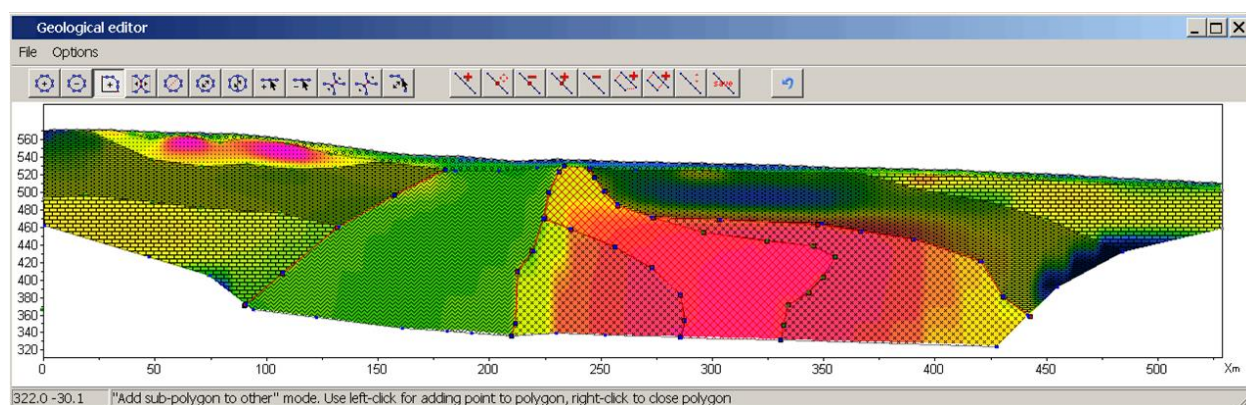 Geological editor
File Options
save
560
540
520
500
480
460
440
420
400
380
360
340
320
0 50 100 150 200 250 300 350 400 450 500 Xm
322.0 -30.1 "Add sub-polygon to other" mode. Use left-click for adding point to polygon, right-click to close polygon